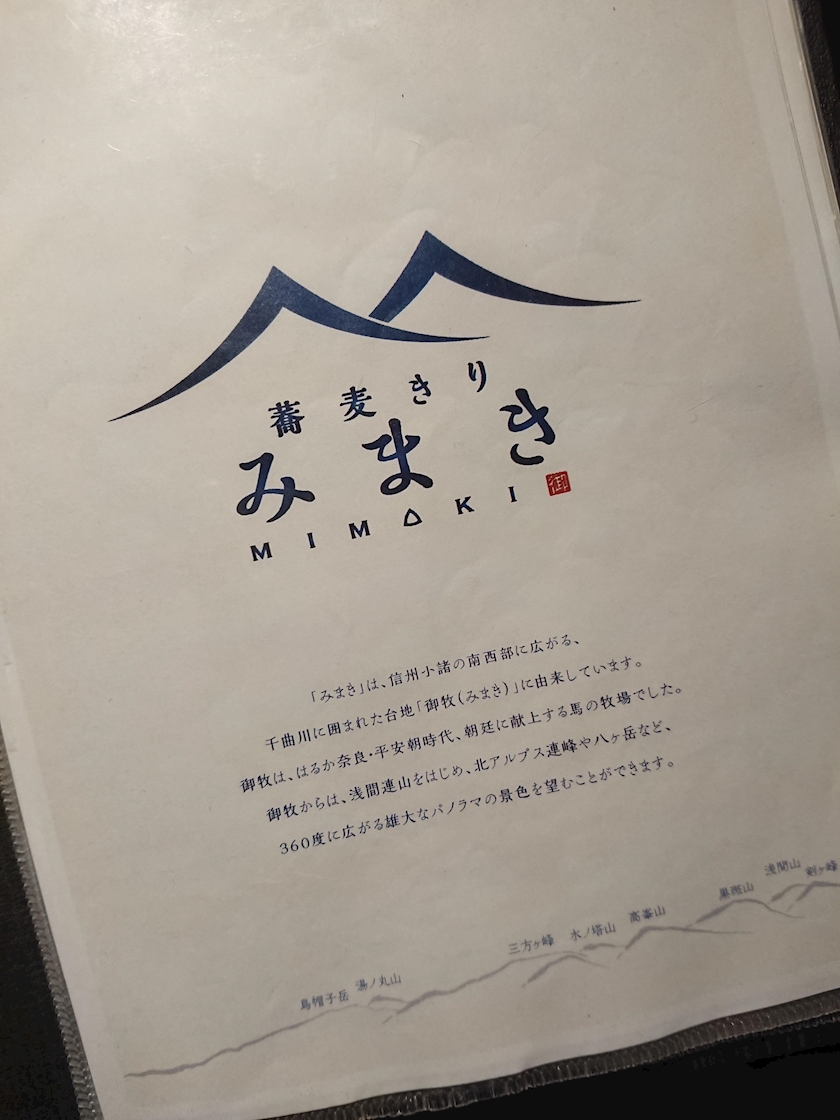 蕎麦きり
みまき
MIMAKI
御
「みまき」は、信州小諸の南西部に広がる、
千曲川に囲まれた台地「御牧(みまき)」に由来しています。
御牧は、はるか奈良・平安朝時代、朝廷に献上する馬の牧場でした。
御牧からは、浅間連山をはじめ、北アルプス連峰や八ヶ岳など、
360度に広がる雄大なパノラマの景色を望むことができます。
烏帽子岳 湯ノ丸山 三方ヶ峰 水ノ塔山 高峯山 黒斑山 浅間山 剣ヶ峰